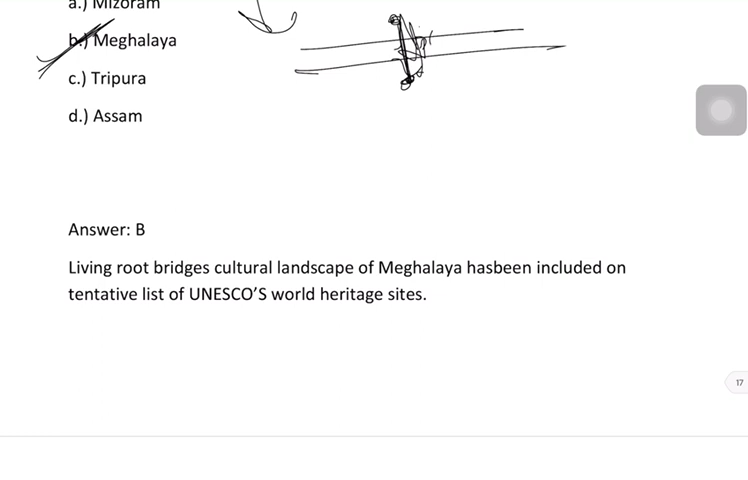 a.) Mizoram
b.) Meghalaya
c.) Tripura
d.) Assam
Answer: B
Living root bridges cultural landscape of Meghalaya hasbeen included on
tentative list of UNESCO'S world heritage sites.
17